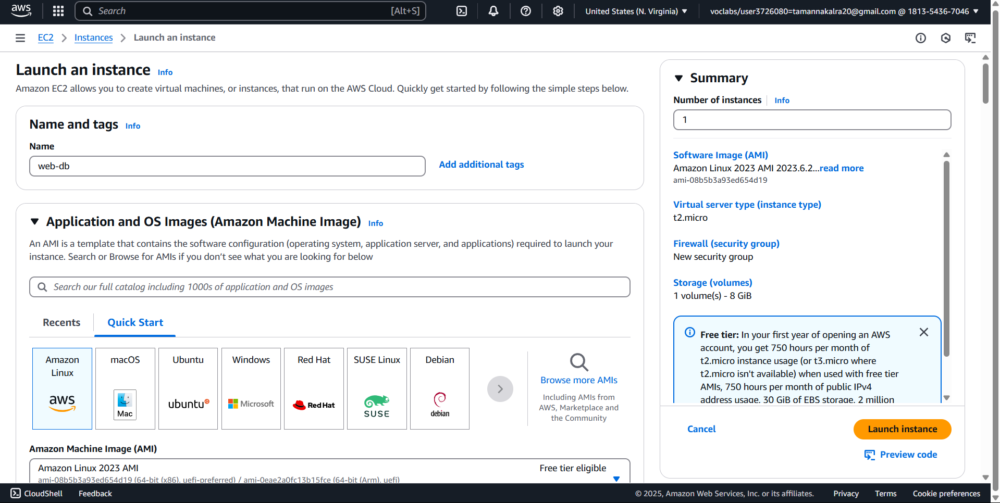 aws
Search
[Alt+S]
United States (N. Virginia)
voclabs/user3726080=tamannakalra20@gmail.com @ 1813-5436-7046
EC2
Instances
Launch an instance
Launch an instance
Info
Amazon EC2 allows you to create virtual machines, or instances, that run on the AWS Cloud. Quickly get started by following the simple steps below.
Name and tags
Info
Name
web-db
Add additional tags
Application and OS Images (Amazon Machine Image)
Info
An AMI is a template that contains the software configuration (operating system, application server, and applications) required to launch your
instance. Search or Browse for AMIs if you don’t see what you are looking for below
Search our full catalog including 1000s of application and OS images
Recents
Quick Start
Amazon
Linux
aws
macOS
Mac
Ubuntu
ubuntu
Windows
Microsoft
Red Hat
Red Hat
SUSE Linux
SUSE
Debian
debian
Browse more AMIs
Including AMIs from
AWS, Marketplace and
the Community
Amazon Machine Image (AMI)
Amazon Linux 2023 AMI
Free tier eligible
ami-08b5b3a93ed654d19 (64-bit (x86), uefi-preferred) / ami-0eae2a0fc13b15fce (64-bit (Arm), uefi)
Summary
Number of instances
Info
1
Software Image (AMI)
Amazon Linux 2023 AMI 2023.6.2...read more
ami-08b5b3a93ed654d19
Virtual server type (instance type)
t2.micro
Firewall (security group)
New security group
Storage (volumes)
1 volume(s) - 8 GiB
Free tier: In your first year of opening an AWS
account, you get 750 hours per month of
t2.micro instance usage (or t3.micro where
t2.micro isn't available) when used with free tier
AMIs, 750 hours per month of public IPv4
address usage, 30 GiB of EBS storage, 2 million
Cancel
Launch instance
Preview code
CloudShell
Feedback
© 2025, Amazon Web Services, Inc. or its affiliates.
Privacy
Terms
Cookie preferences